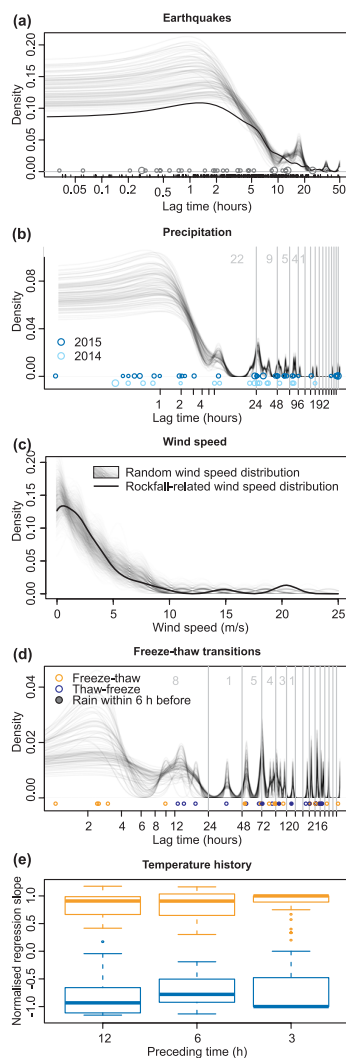 (a) Earthquakes
Density
0.00 0.05 0.10 0.15 0.20
0.05 0.1 0.2 0.5 1 2 5 10 20 50
Lag time (hours)
(b) Precipitation
Density
0.00 0.04 0.08
22 9 5 4 1
2015
2014
1 2 4 24 48 96 192
Lag time (hours)
(c) Wind speed
Density
0.00 0.05 0.10 0.15 0.20
Random wind speed distribution
Rockfall-related wind speed distribution
0 5 10 15 20 25
Wind speed (m/s)
(d) Freeze-thaw transitions
Density
0.00 0.02 0.04
8 1 5 4 3 1
Freeze-thaw
Thaw-freeze
Rain within 6 h before
2 4 6 8 12 24 48 72 120 216
Lag time (hours)
(e) Temperature history
Normalised regression slope
-1.0 -0.5 0.0 0.5 1.0
12 6 3
Preceding time (h)